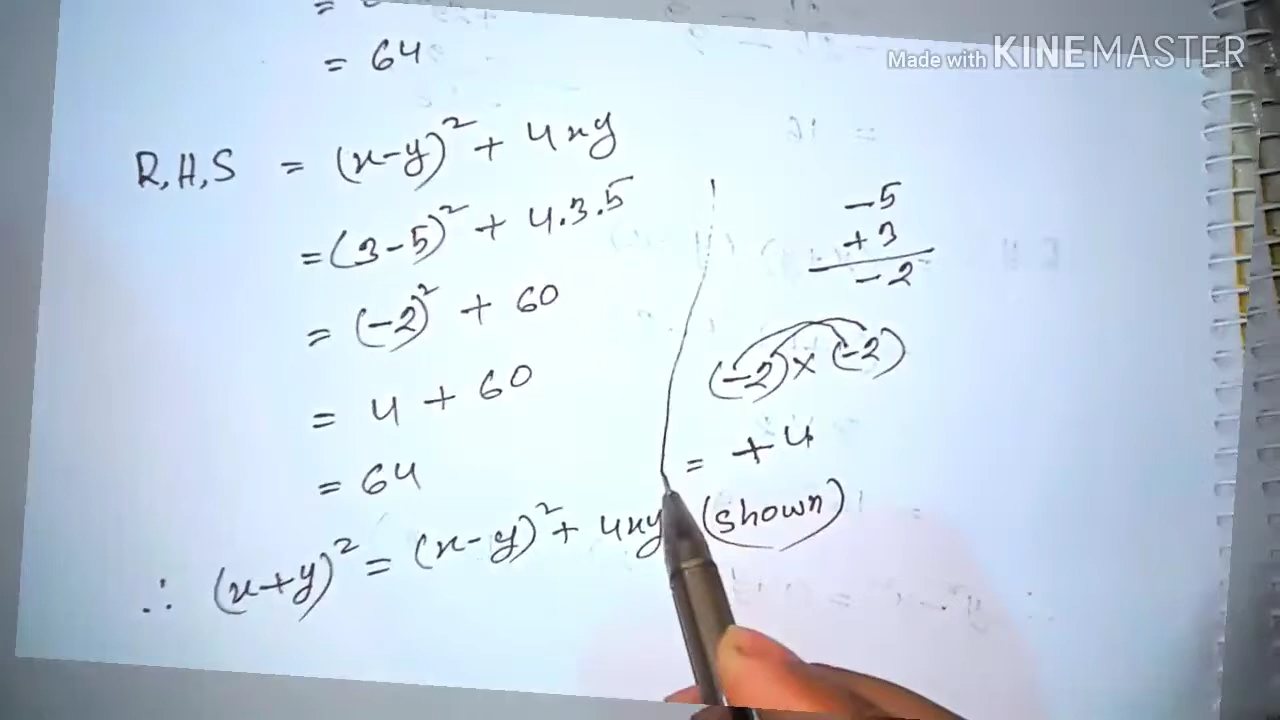 Made with KINEMASTER
= 64
R.H.S = (x-y)² + 4xy
= (3-5)² + 4.3.5
= (-2)² + 60
= 4 + 60
= 64
∴ (x+y)² = (x-y)² + 4xy (shown)
-5
+3
-2
(-2) × (-2)
= +4